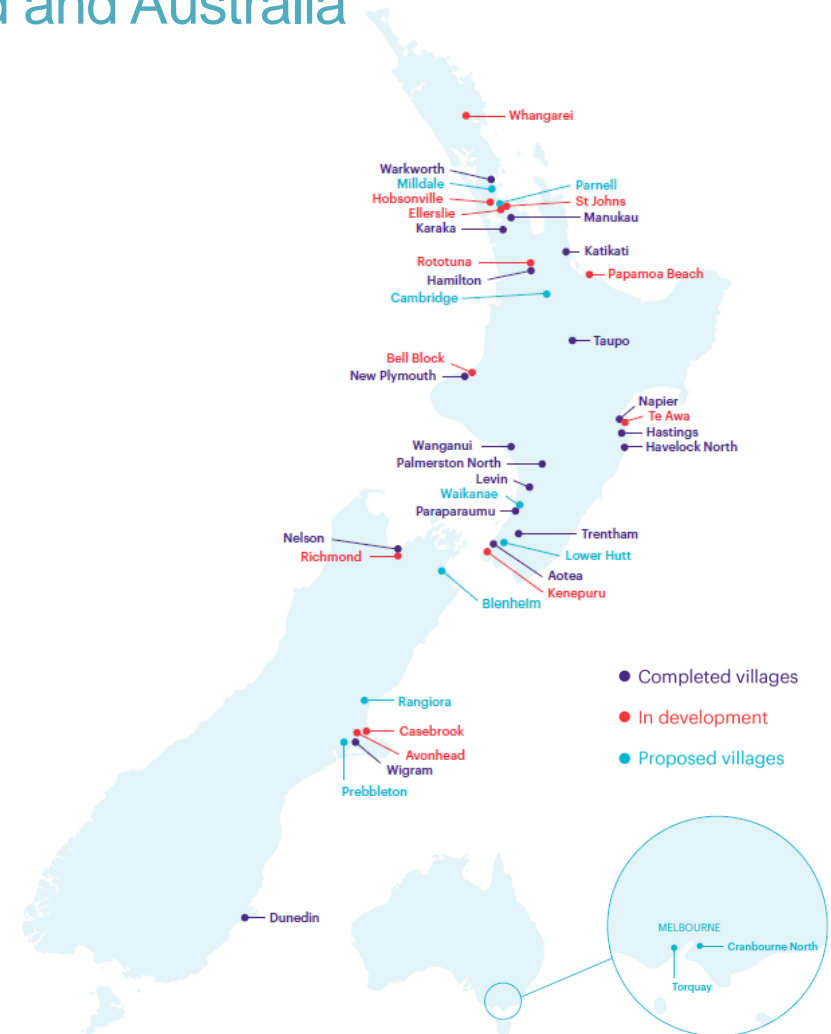 d and Australia
Whangarei
Warkworth
Milldale
Parnell
Hobsonville
St Johns
Ellerslie
Manukau
Karaka
Katikati
Rototuna
Papamoa Beach
Hamilton
Cambridge
Taupo
Bell Block
New Plymouth
Napier
Te Awa
Hastings
Wanganui
Havelock North
Palmerston North
Levin
Waikanae
Paraparaumu
Trentham
Nelson
Lower Hutt
Richmond
Aotea
Kenepuru
Blenheim
Completed villages
Rangiora
In development
Casebrook
Avonhead
Proposed villages
Wigram
Prebbleton
Dunedin
MELBOURNE
Cranbourne North
Torquay